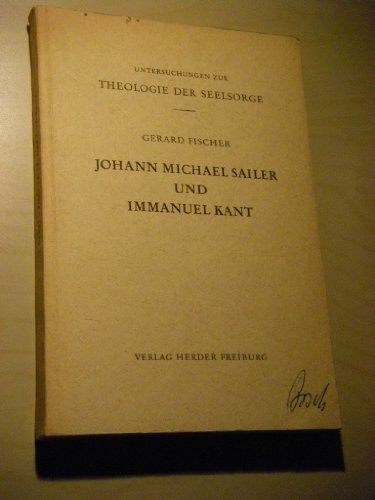 UNTERSUCHUNGEN ZUR
THEOLOGIE DER SEELSORGE
GERARD FISCHER
JOHANN MICHAEL SAILER
UND
IMMANUEL KANT
VERLAG HERDER FREIBURG